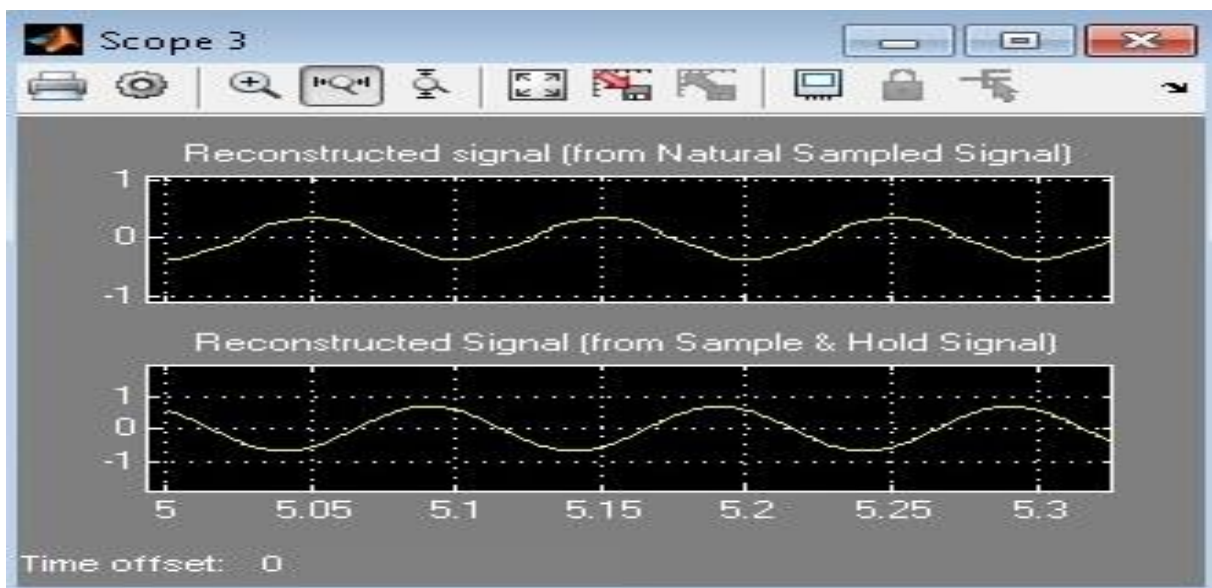 Scope 3
Reconstructed signal (from Natural Sampled Signal)
1
0
-1
Reconstructed Signal (from Sample & Hold Signal)
1
0
-1
5 5.05 5.1 5.15 5.2 5.25 5.3
Time offset: 0